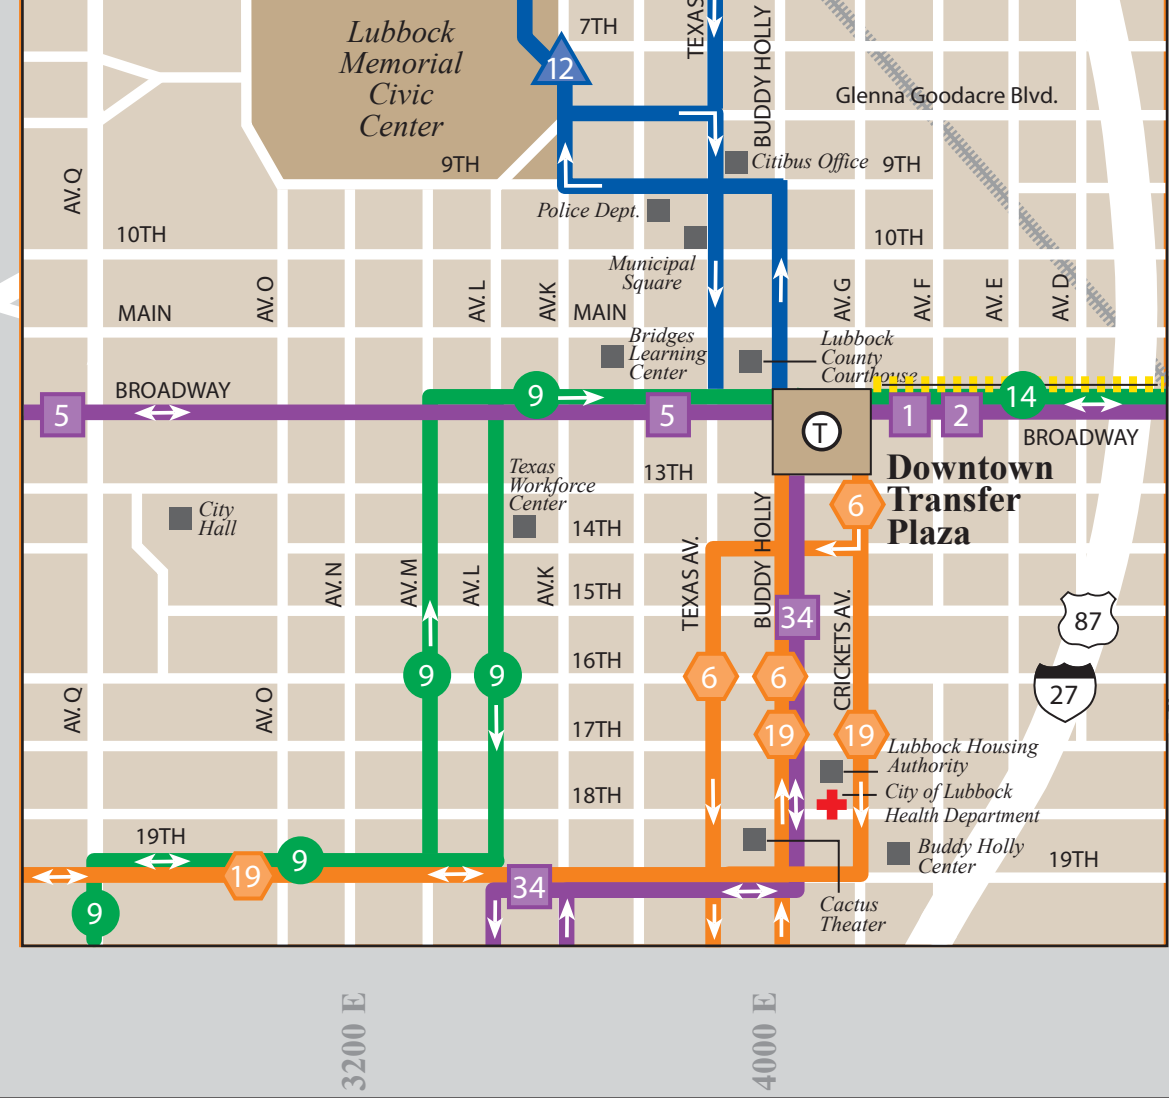 7TH
TEXAS
BUDDY HOLLY
Lubbock
Memorial
Civic
Center
12
Glenna Goodacre Blvd.
9TH
Citibus Office
9TH
AV. Q
Police Dept.
10TH
10TH
Municipal
Square
AV. O
AV. L
AV.K
AV. G
AV. F
AV. E
AV. D
MAIN
MAIN
Bridges
Learning
Center
Lubbock
County
Courthouse
BROADWAY
9
14
5
5
1
2
T
BROADWAY
Downtown
Transfer
Plaza
13TH
Texas
Workforce
Center
City
Hall
14TH
6
BUDDY HOLLY
TEXAS AV.
AV. N
AV. M
AV. L
AV.K
15TH
34
CRICKETS AV.
87
16TH
9
9
6
6
27
AV. Q
AV. O
17TH
19
19
Lubbock Housing
Authority
City of Lubbock
Health Department
18TH
19TH
Buddy Holly
Center
19TH
9
19
34
9
Cactus
Theater
3200 E
4000 E